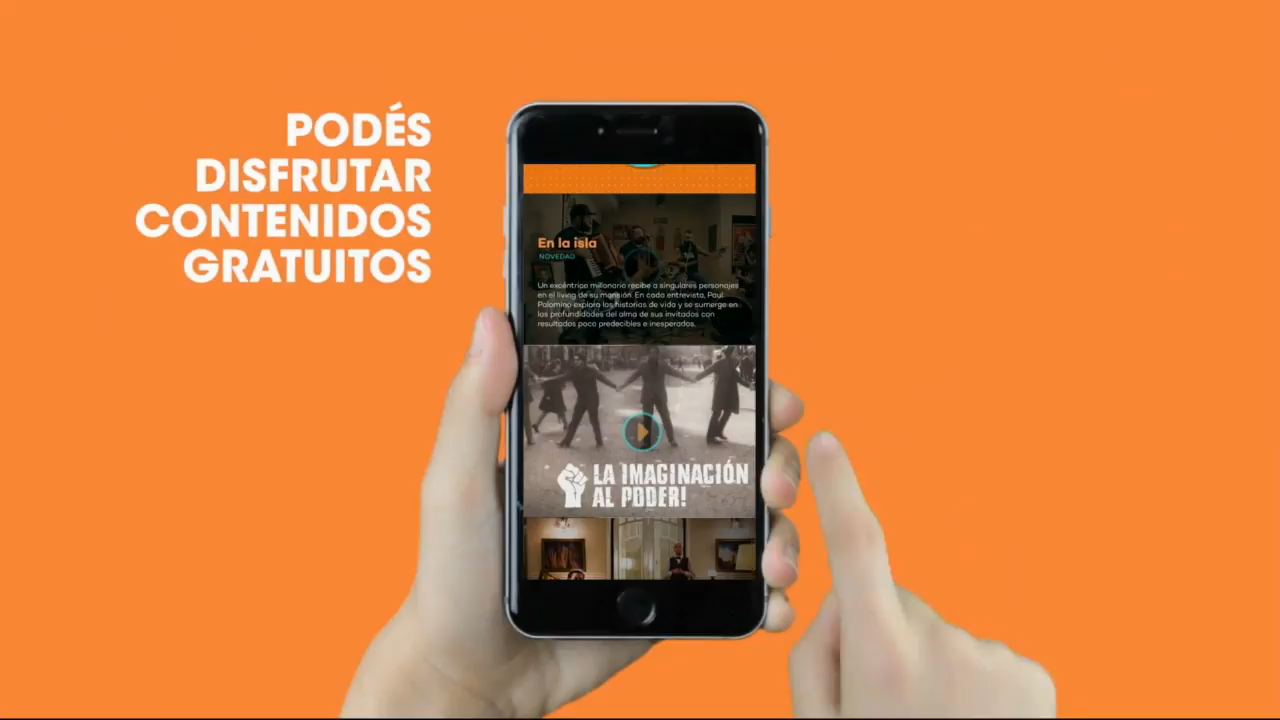 PODÉS
DISFRUTAR
CONTENIDOS
GRATUITOS
En la isla
NOVEDAD
Un excéntrico millonario recibe a singulares personajes
en el living de su mansión. En cada entrevista, Paul
Palomino explora las historias de vida y se sumerge en
las profundidades del alma de sus invitados con
resultados poco predecibles e inesperados.
LA IMAGINACIÓN
AL PODER!